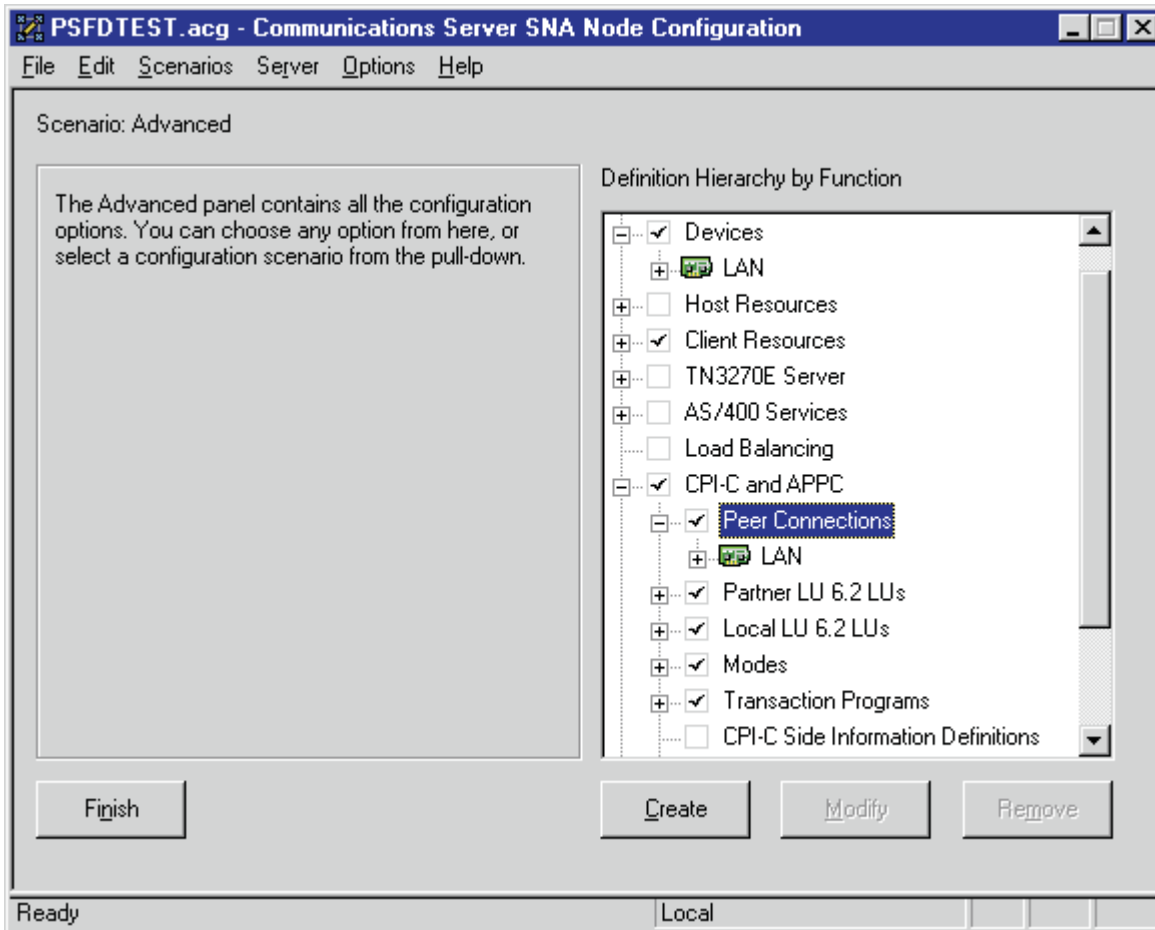 PSFDTEST.acg - Communications Server SNA Node Configuration
File Edit Scenarios Server Options Help
Scenario: Advanced
The Advanced panel contains all the configuration
options. You can choose any option from here, or
select a configuration scenario from the pull-down.
Definition Hierarchy by Function
Devices
LAN
Host Resources
Client Resources
TN3270E Server
AS/400 Services
Load Balancing
CPI-C and APPC
Peer Connections
LAN
Partner LU 6.2 LUs
Local LU 6.2 LUs
Modes
Transaction Programs
CPI-C Side Information Definitions
Finish
Create Modify Remove
Ready Local